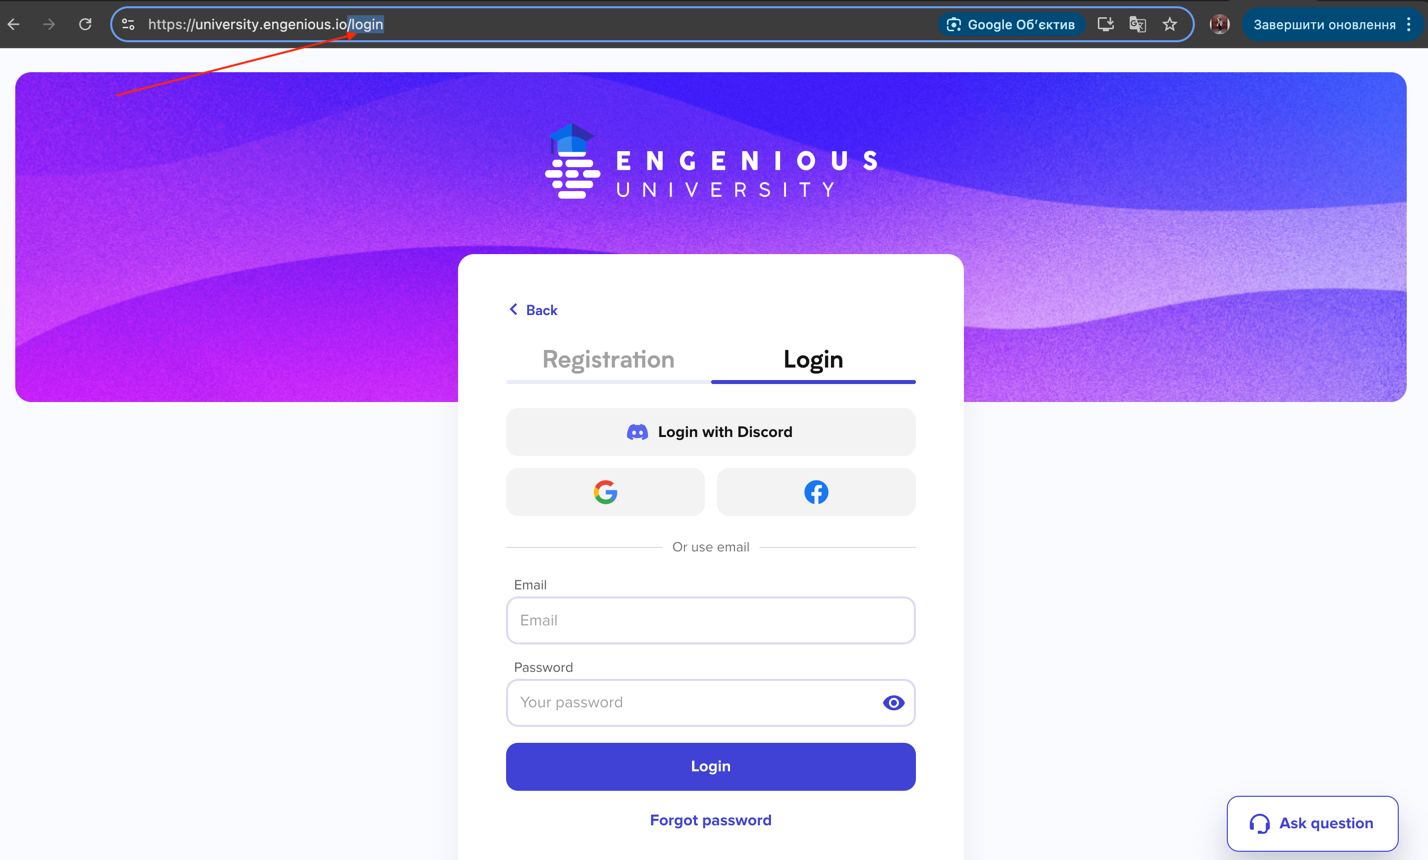 https://university.engenious.io/login
Google Об’єктив
Завершити оновлення
ENGENIOUS
UNIVERSITY
Back
Registration
Login
Login with Discord
Or use email
Email
Email
Password
Your password
Login
Forgot password
Ask question